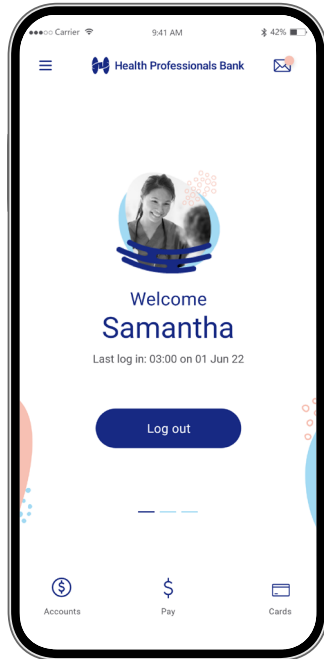 Carrier 9:41 AM 42%
Health Professionals Bank
Welcome
Samantha
Last log in: 03:00 on 01 Jun 22
Log out
$ $
Accounts Pay Cards